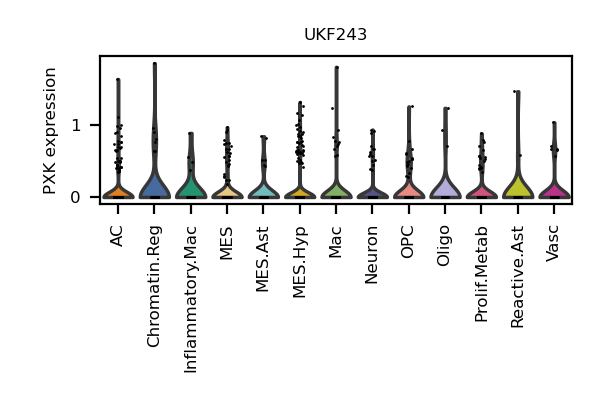 UKF243
PXK expression
1
0
AC
Chromatin.Reg
Inflammatory.Mac
MES
MES.Ast
MES.Hyp
Mac
Neuron
OPC
Oligo
Prolif.Metab
Reactive.Ast
Vasc